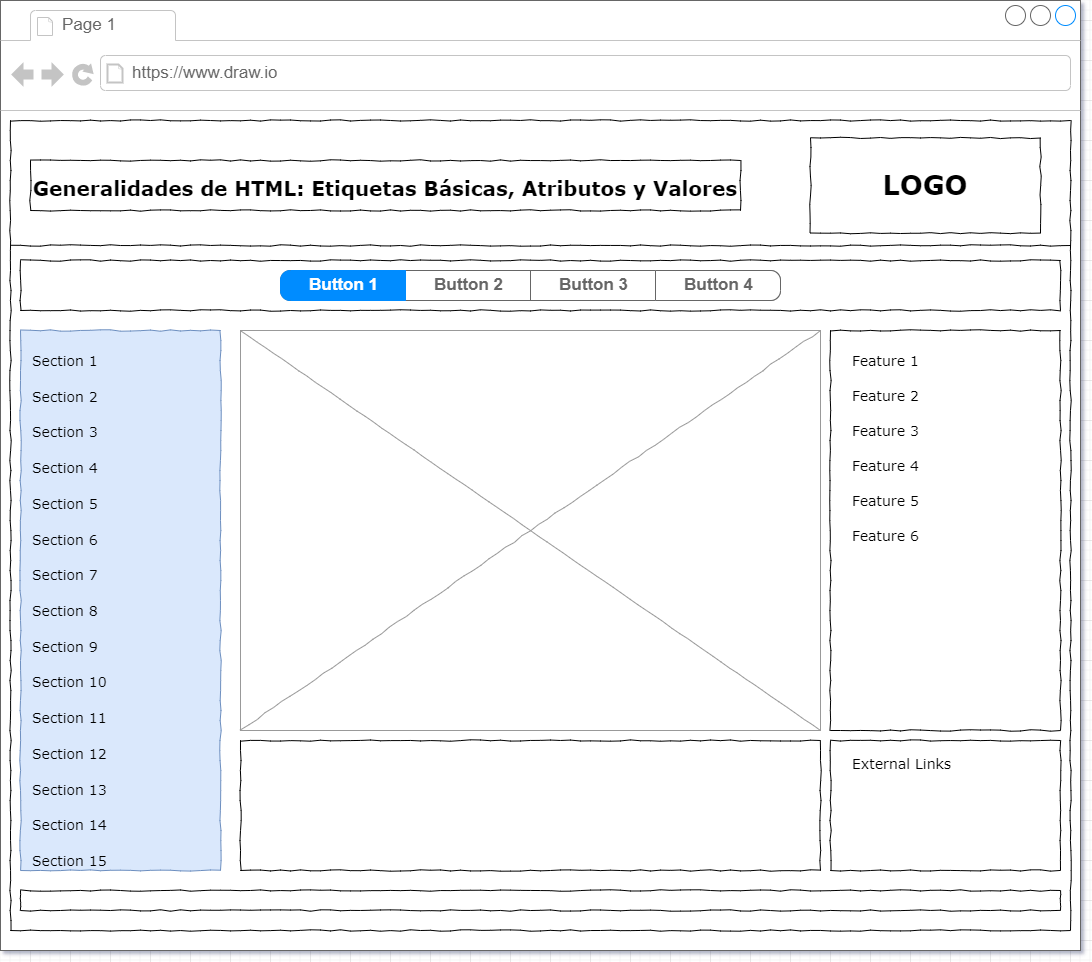 Page 1
https://www.draw.io
Generalidades de HTML: Etiquetas Básicas, Atributos y Valores
LOGO
Button 1
Button 2
Button 3
Button 4
Section 1
Section 2
Section 3
Section 4
Section 5
Section 6
Section 7
Section 8
Section 9
Section 10
Section 11
Section 12
Section 13
Section 14
Section 15
Feature 1
Feature 2
Feature 3
Feature 4
Feature 5
Feature 6
External Links